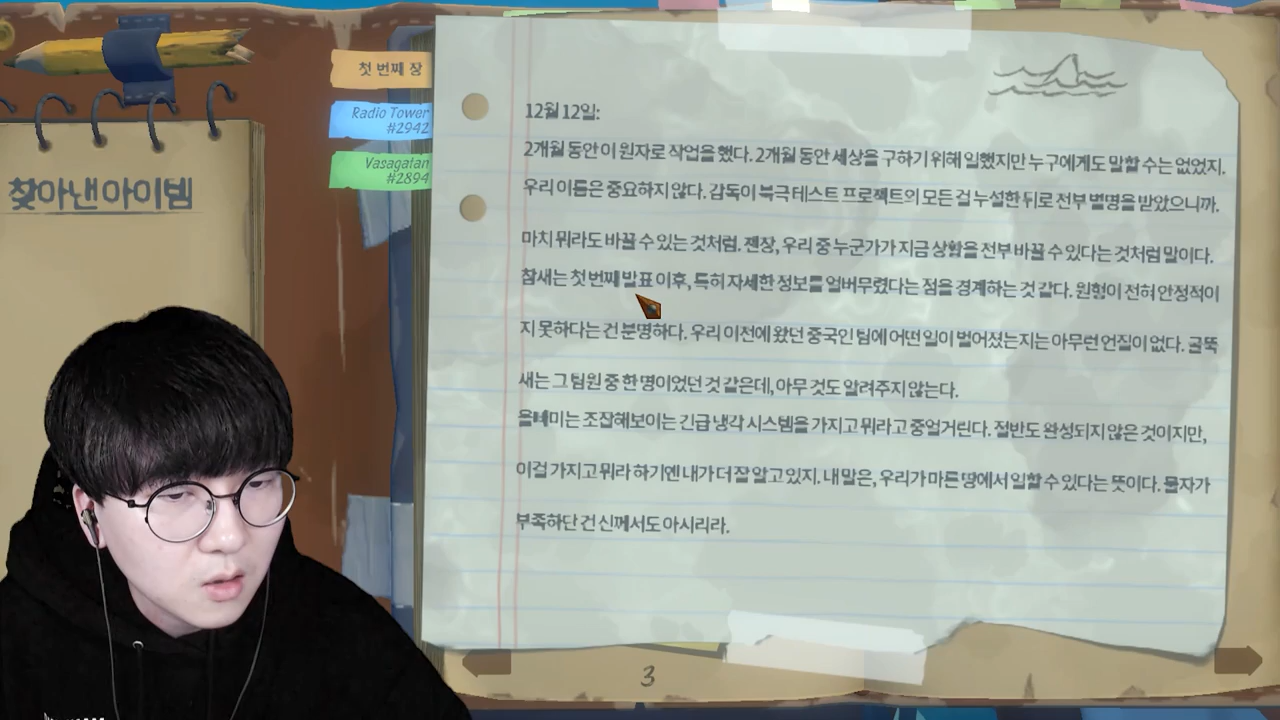 찾아낸 아이템
첫 번째 장
Radio Tower
#2942
Vasagatan
#2894
12월 12일:
2개월 동안 이 원자로 작업을 했다. 2개월 동안 세상을 구하기 위해 일했지만 누구에게도 말할 수는 없었지.
우리 이름은 중요하지 않다. 감독이 북극 테스트 프로젝트의 모든 걸 누설한 뒤로 전부 별명을 받았으니까.
마치 뭐라도 바꿀 수 있는 것처럼. 젠장, 우리 중 누군가가 지금 상황을 전부 바꿀 수 있다는 것처럼 말이다.
참새는 첫 번째 발표 이후, 특히 자세한 정보를 얼버무렸다는 점을 경계하는 것 같다. 원형이 전혀 안정적이
지 못하다는 건 분명하다. 우리 이전에 왔던 중국인 팀에 어떤 일이 벌어졌는지는 아무런 언질이 없다. 굴뚝
새는 그 팀원 중 한 명이었던 것 같은데, 아무 것도 알려주지 않는다.
올빼미는 조잡해보이는 긴급 냉각 시스템을 가지고 뭐라고 중얼거린다. 절반도 완성되지 않은 것이지만,
이걸 가지고 뭐라 하기엔 내가 더 잘 알고 있지. 내 말은, 우리가 마른 땅에서 일할 수 있다는 뜻이다. 물자가
부족하단 건 신께서도 아시리라.
3